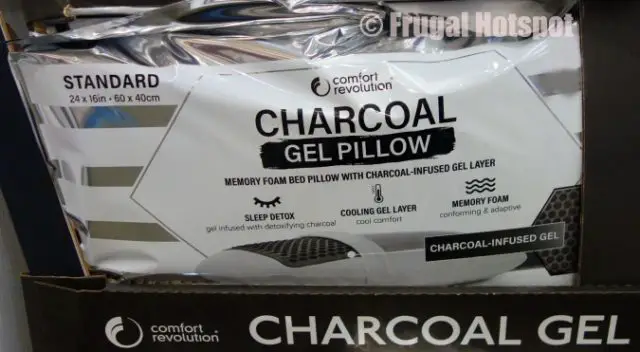 © Frugal Hotspot
STANDARD
24 x 16in • 60 x 40cm
comfort
revolution
CHARCOAL
GEL PILLOW
MEMORY FOAM BED PILLOW WITH CHARCOAL-INFUSED GEL LAYER
SLEEP DETOX
gel infused with detoxifying charcoal
COOLING GEL LAYER
cool comfort
MEMORY FOAM
conforming & adaptive
CHARCOAL-INFUSED GEL
comfort
revolution
CHARCOAL GEL